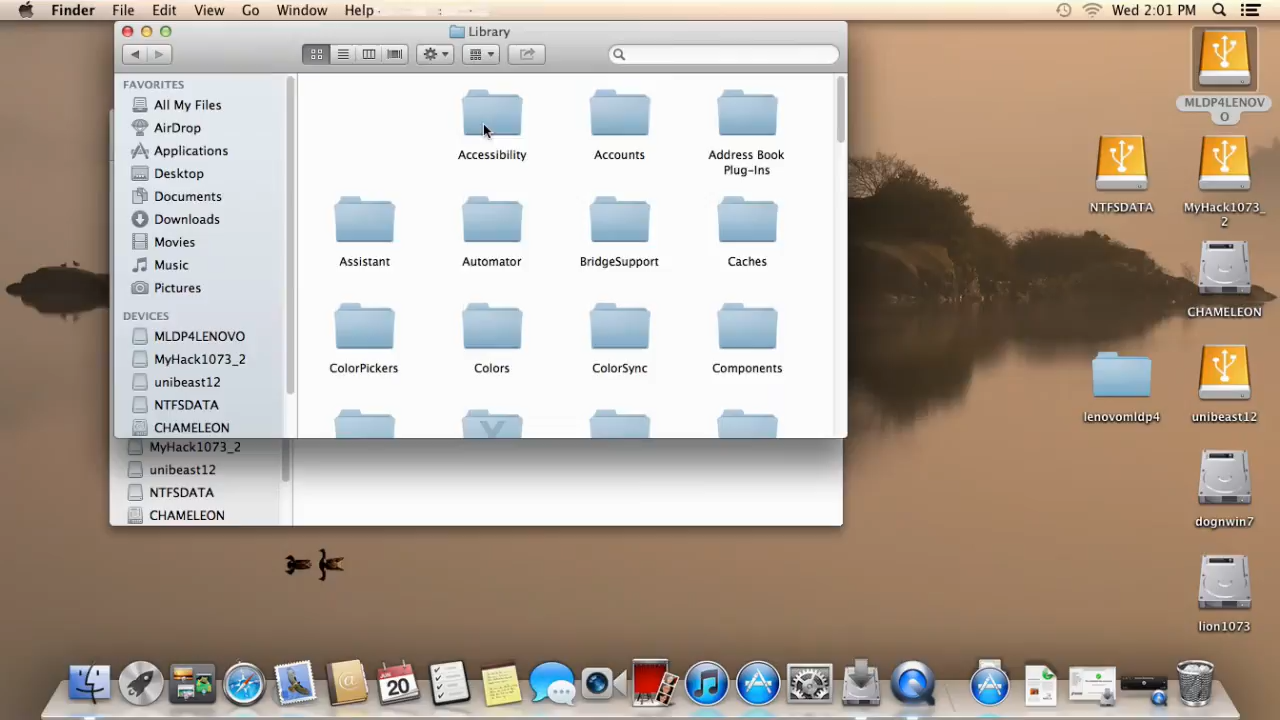 Finder File Edit View Go Window Help
Wed 2:01 PM
Library
FAVORITES
All My Files
AirDrop
Applications
Desktop
Documents
Downloads
Movies
Music
Pictures
DEVICES
MLDP4LENOVO
MyHack1073_2
unibeast12
NTFSDATA
CHAMELEON
Accessibility
Accounts
Address Book
Plug-Ins
Assistant
Automator
BridgeSupport
Caches
ColorPickers
Colors
ColorSync
Components
MyHack1073_2
unibeast12
NTFSDATA
CHAMELEON
MLDP4LENOV
O
NTFSDATA
MyHack1073_
2
CHAMELEON
lenovomldp4
unibeast12
dognwin7
lion1073
JUN
20